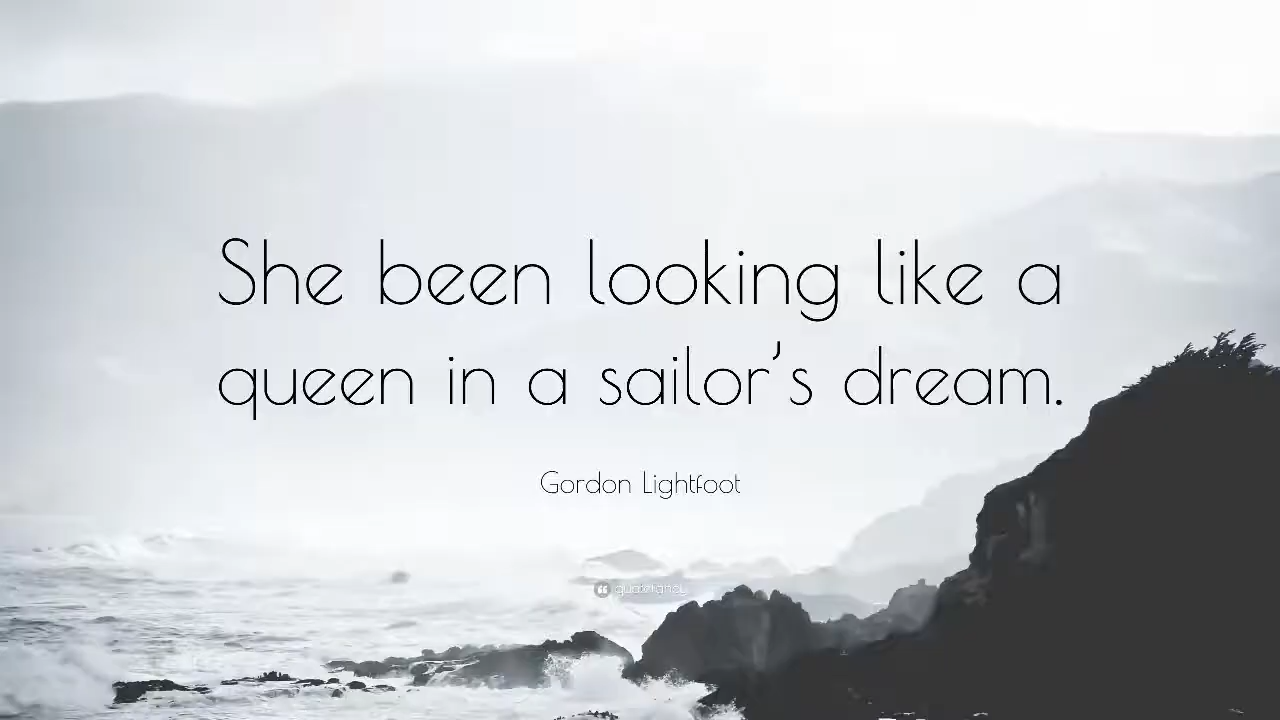 She been looking like a
queen in a sailor’s dream.
Gordon Lightfoot